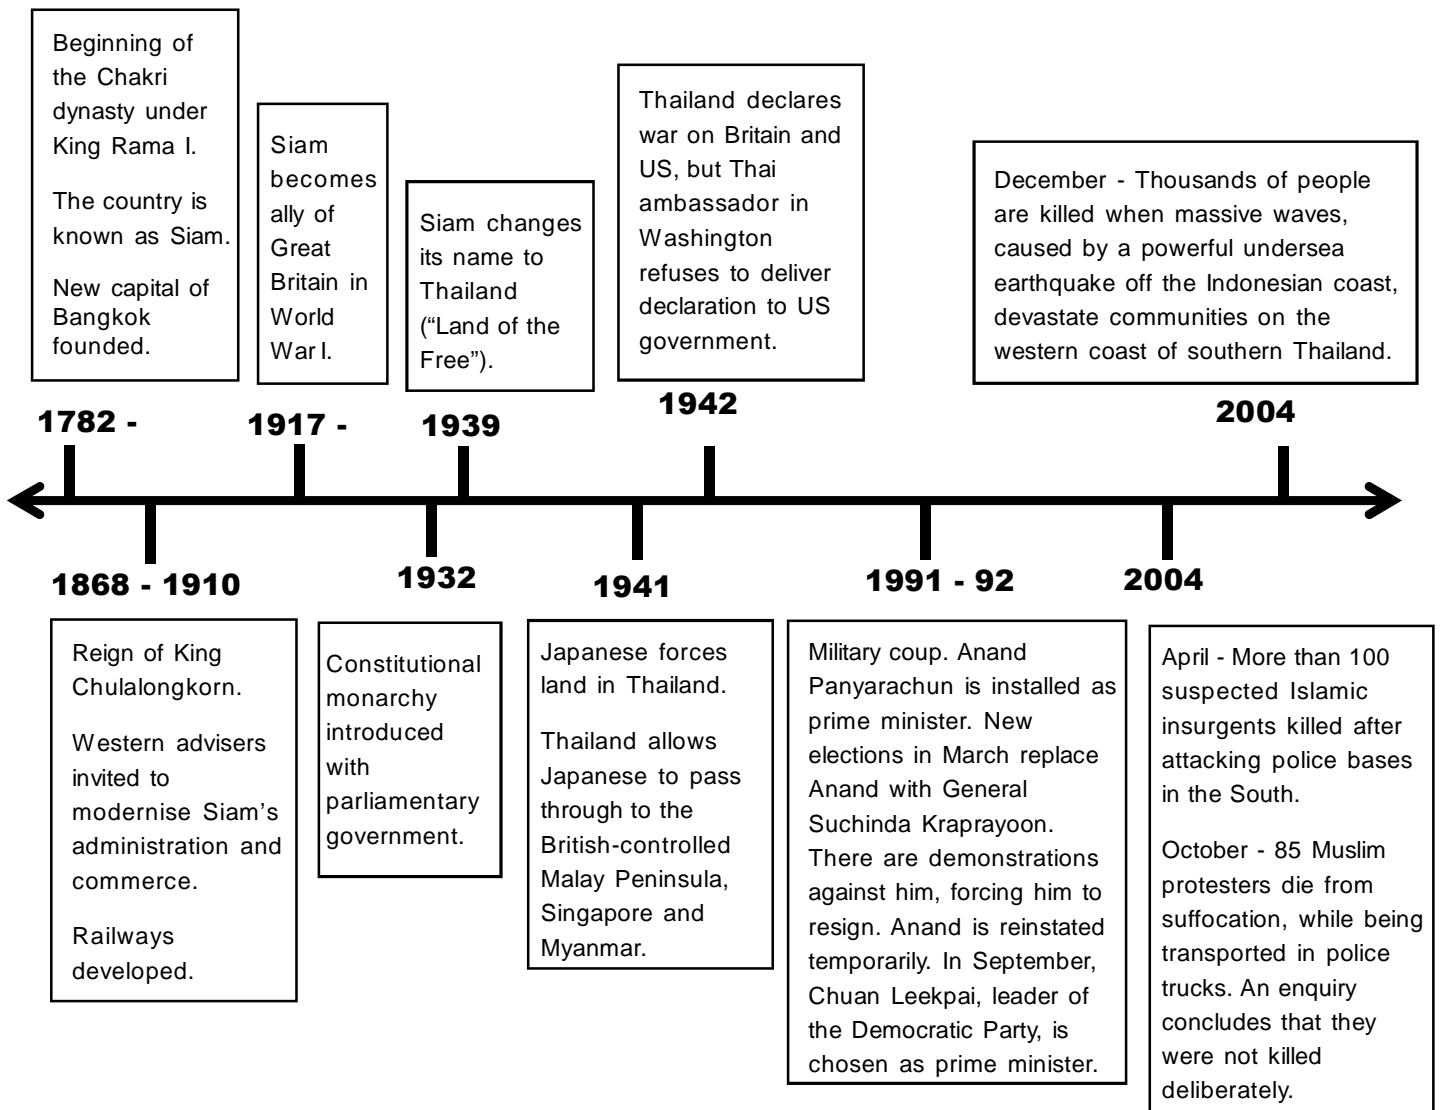 Beginning of
the Chakri
dynasty under
King Rama I.
The country is
known as Siam.
New capital of
Bangkok
founded.
1782 -
Siam
becomes
ally of
Great
Britain in
World
War I.
1917 -
Siam changes
its name to
Thailand
(“Land of the
Free”).
1939
Thailand declares
war on Britain and
US, but Thai
ambassador in
Washington
refuses to deliver
declaration to US
government.
1942
December - Thousands of people
are killed when massive waves,
caused by a powerful undersea
earthquake off the Indonesian coast,
devastate communities on the
western coast of southern Thailand.
2004
1868 - 1910
Reign of King
Chulalongkorn.
Western advisers
invited to
modernise Siam’s
administration and
commerce.
Railways
developed.
1932
Constitutional
monarchy
introduced
with
parliamentary
government.
1941
Japanese forces
land in Thailand.
Thailand allows
Japanese to pass
through to the
British-controlled
Malay Peninsula,
Singapore and
Myanmar.
1991 - 92
Military coup. Anand
Panyarachun is installed as
prime minister. New
elections in March replace
Anand with General
Suchinda Kraprayoon.
There are demonstrations
against him, forcing him to
resign. Anand is reinstated
temporarily. In September,
Chuan Leekpai, leader of
the Democratic Party, is
chosen as prime minister.
2004
April - More than 100
suspected Islamic
insurgents killed after
attacking police bases
in the South.
October - 85 Muslim
protesters die from
suffocation, while being
transported in police
trucks. An enquiry
concludes that they
were not killed
deliberately.